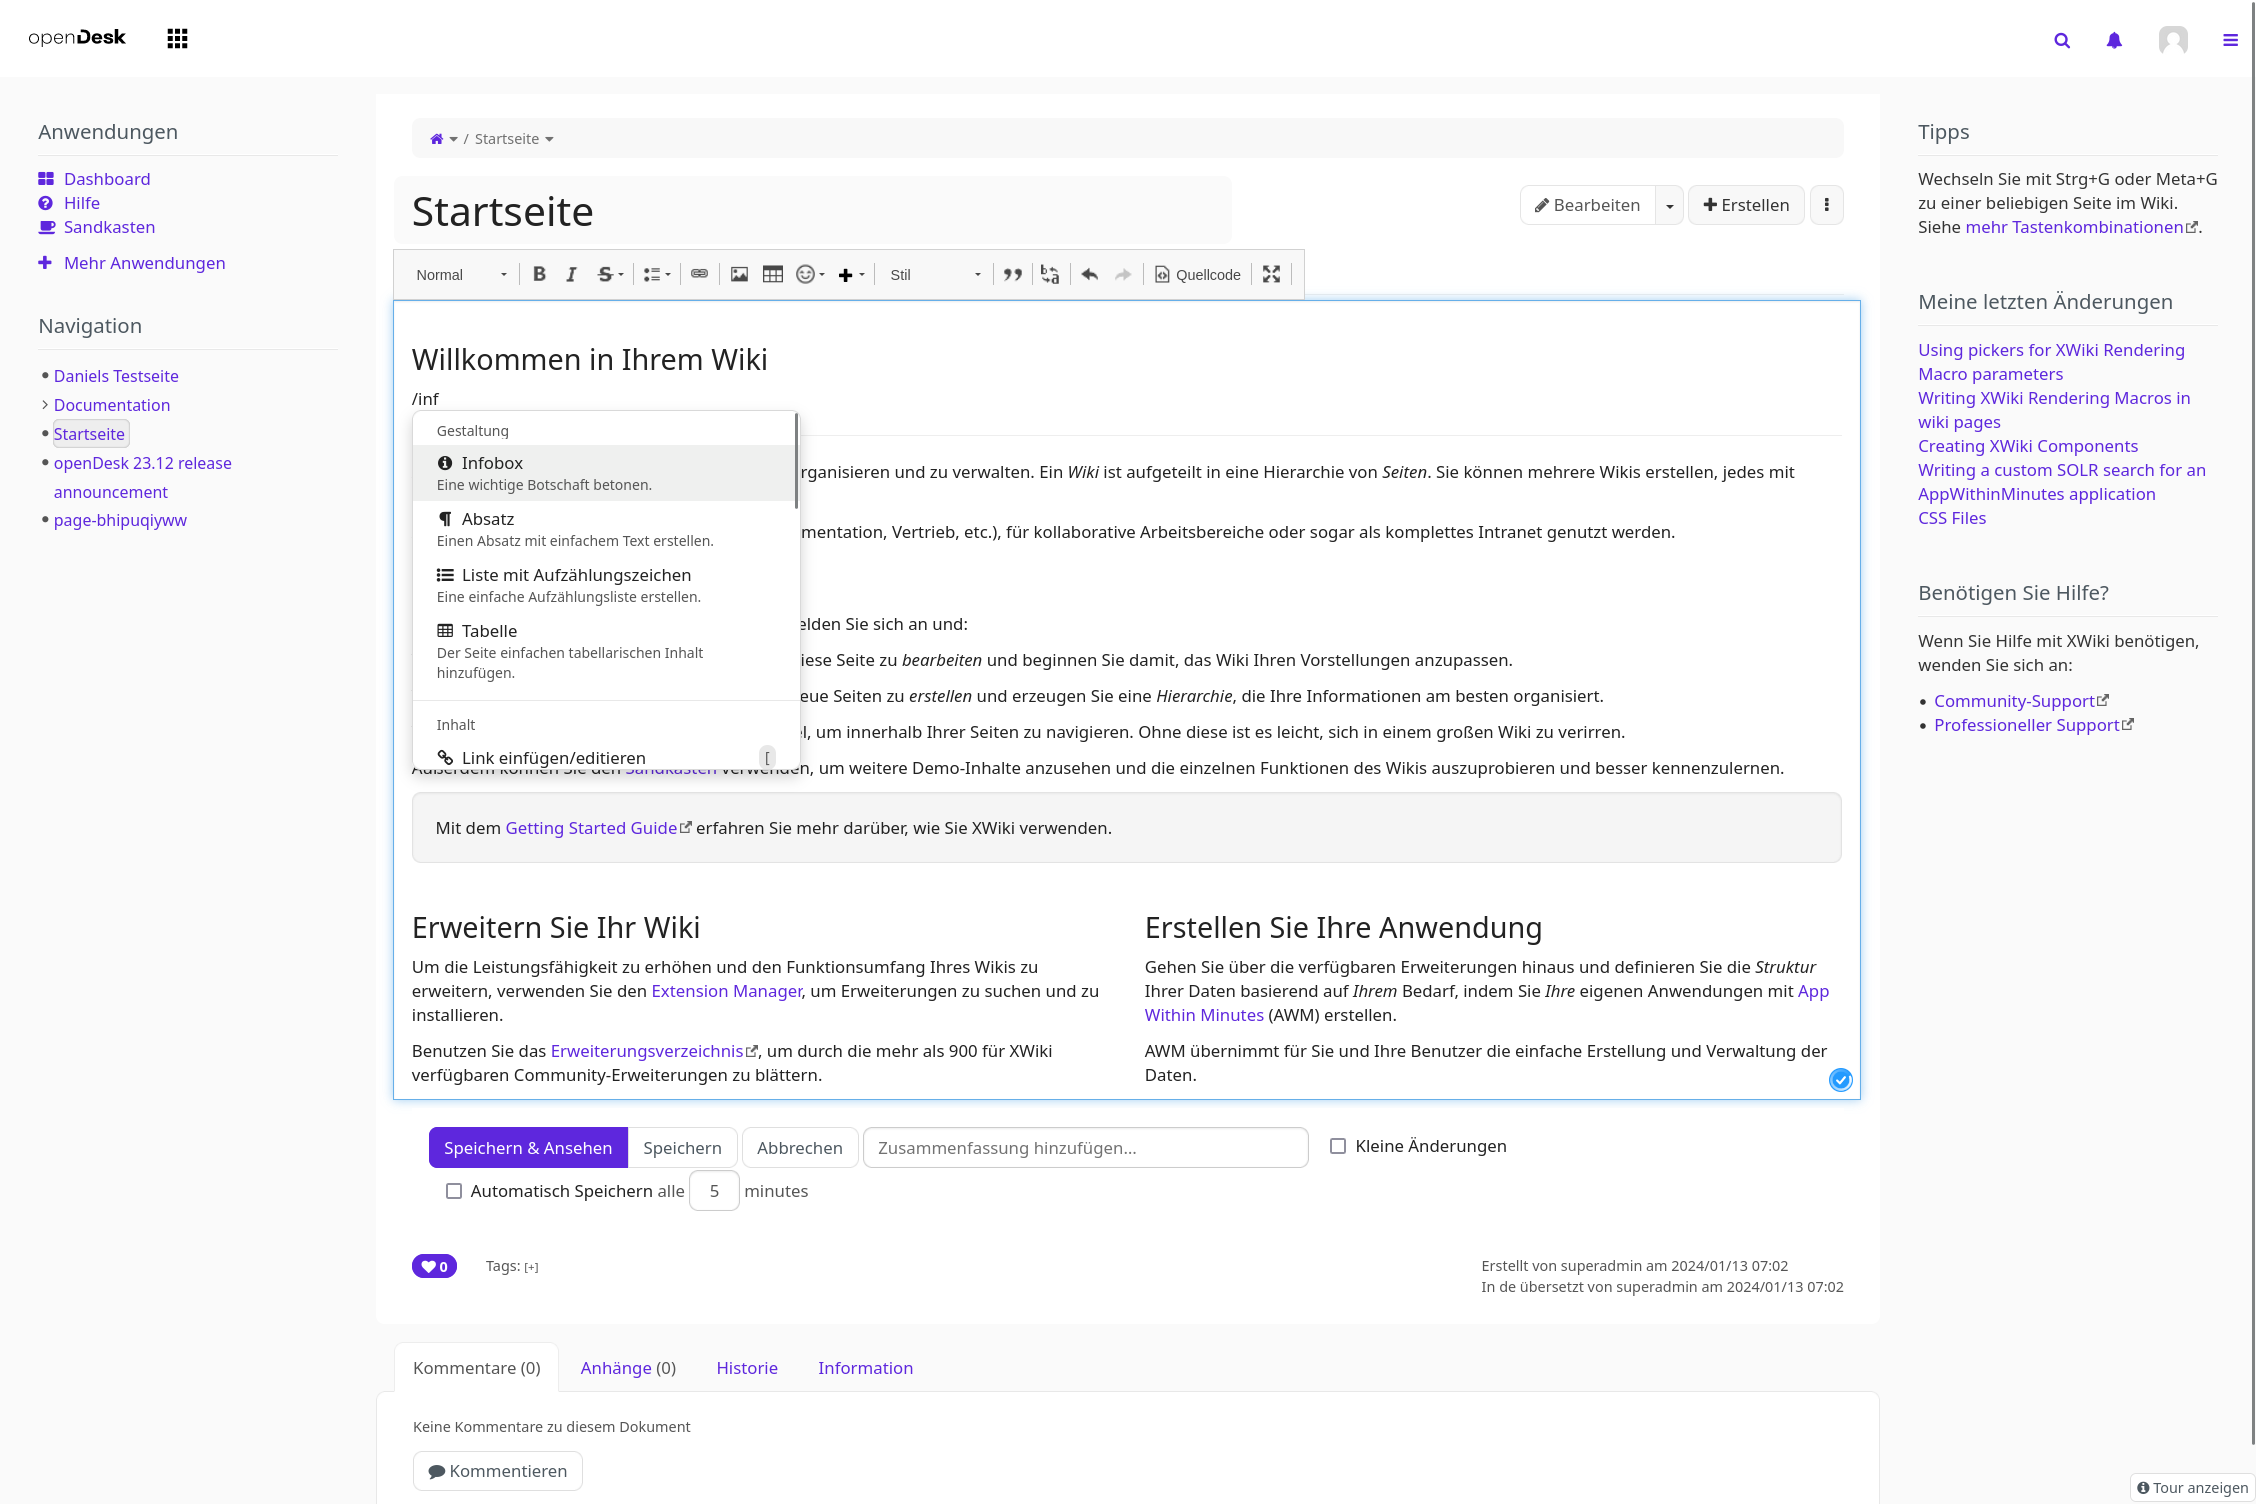 openDesk
Anwendungen
Dashboard
Hilfe
Sandkasten
Mehr Anwendungen
Navigation
Daniels Testseite
Documentation
Startseite
openDesk 23.12 release
announcement
page-bhipuqiyww
/ Startseite
Startseite
Bearbeiten
Erstellen
Normal
B I S
Stil
Quellcode
Willkommen in Ihrem Wiki
/inf
Gestaltung
Infobox
Eine wichtige Botschaft betonen.
Absatz
Einen Absatz mit einfachem Text erstellen.
Liste mit Aufzählungszeichen
Eine einfache Aufzählungsliste erstellen.
Tabelle
Der Seite einfachen tabellarischen Inhalt
hinzufügen.
Inhalt
Link einfügen/editieren [
rganisieren und zu verwalten. Ein Wiki ist aufgeteilt in eine Hierarchie von Seiten. Sie können mehrere Wikis erstellen, jedes mit
mentation, Vertrieb, etc.), für kollaborative Arbeitsbereiche oder sogar als komplettes Intranet genutzt werden.
elden Sie sich an und:
iese Seite zu bearbeiten und beginnen Sie damit, das Wiki Ihren Vorstellungen anzupassen.
eue Seiten zu erstellen und erzeugen Sie eine Hierarchie, die Ihre Informationen am besten organisiert.
el, um innerhalb Ihrer Seiten zu navigieren. Ohne diese ist es leicht, sich in einem großen Wiki zu verirren.
Außerdem können Sie den Sandkasten verwenden, um weitere Demo-Inhalte anzusehen und die einzelnen Funktionen des Wikis auszuprobieren und besser kennenzulernen.
Mit dem Getting Started Guide erfahren Sie mehr darüber, wie Sie XWiki verwenden.
Erweitern Sie Ihr Wiki
Um die Leistungsfähigkeit zu erhöhen und den Funktionsumfang Ihres Wikis zu
erweitern, verwenden Sie den Extension Manager, um Erweiterungen zu suchen und zu
installieren.
Benutzen Sie das Erweiterungsverzeichnis, um durch die mehr als 900 für XWiki
verfügbaren Community-Erweiterungen zu blättern.
Erstellen Sie Ihre Anwendung
Gehen Sie über die verfügbaren Erweiterungen hinaus und definieren Sie die Struktur
Ihrer Daten basierend auf Ihrem Bedarf, indem Sie Ihre eigenen Anwendungen mit App
Within Minutes (AWM) erstellen.
AWM übernimmt für Sie und Ihre Benutzer die einfache Erstellung und Verwaltung der
Daten.
Speichern & Ansehen
Speichern
Abbrechen
Zusammenfassung hinzufügen...
Kleine Änderungen
Automatisch Speichern alle 5 minutes
0
Tags: [+]
Erstellt von superadmin am 2024/01/13 07:02
In de übersetzt von superadmin am 2024/01/13 07:02
Kommentare (0)
Anhänge (0)
Historie
Information
Keine Kommentare zu diesem Dokument
Kommentieren
Tipps
Wechseln Sie mit Strg+G oder Meta+G
zu einer beliebigen Seite im Wiki.
Siehe mehr Tastenkombinationen.
Meine letzten Änderungen
Using pickers for XWiki Rendering
Macro parameters
Writing XWiki Rendering Macros in
wiki pages
Creating XWiki Components
Writing a custom SOLR search for an
AppWithinMinutes application
CSS Files
Benötigen Sie Hilfe?
Wenn Sie Hilfe mit XWiki benötigen,
wenden Sie sich an:
Community-Support
Professioneller Support
Tour anzeigen